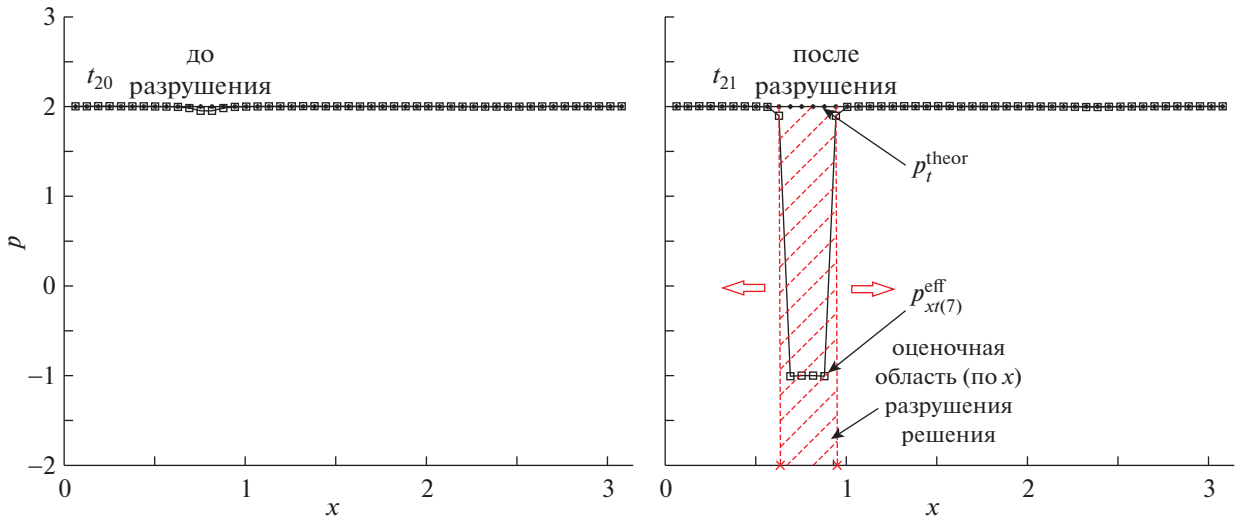 3
2
1
0
−1
−2
p
t20
до
разрушения
0
1
2
3
x
t21
после
разрушения
p_t^theor
p_xt(7)^eff
оценочная
область (по x)
разрушения
решения
0
1
2
3
x